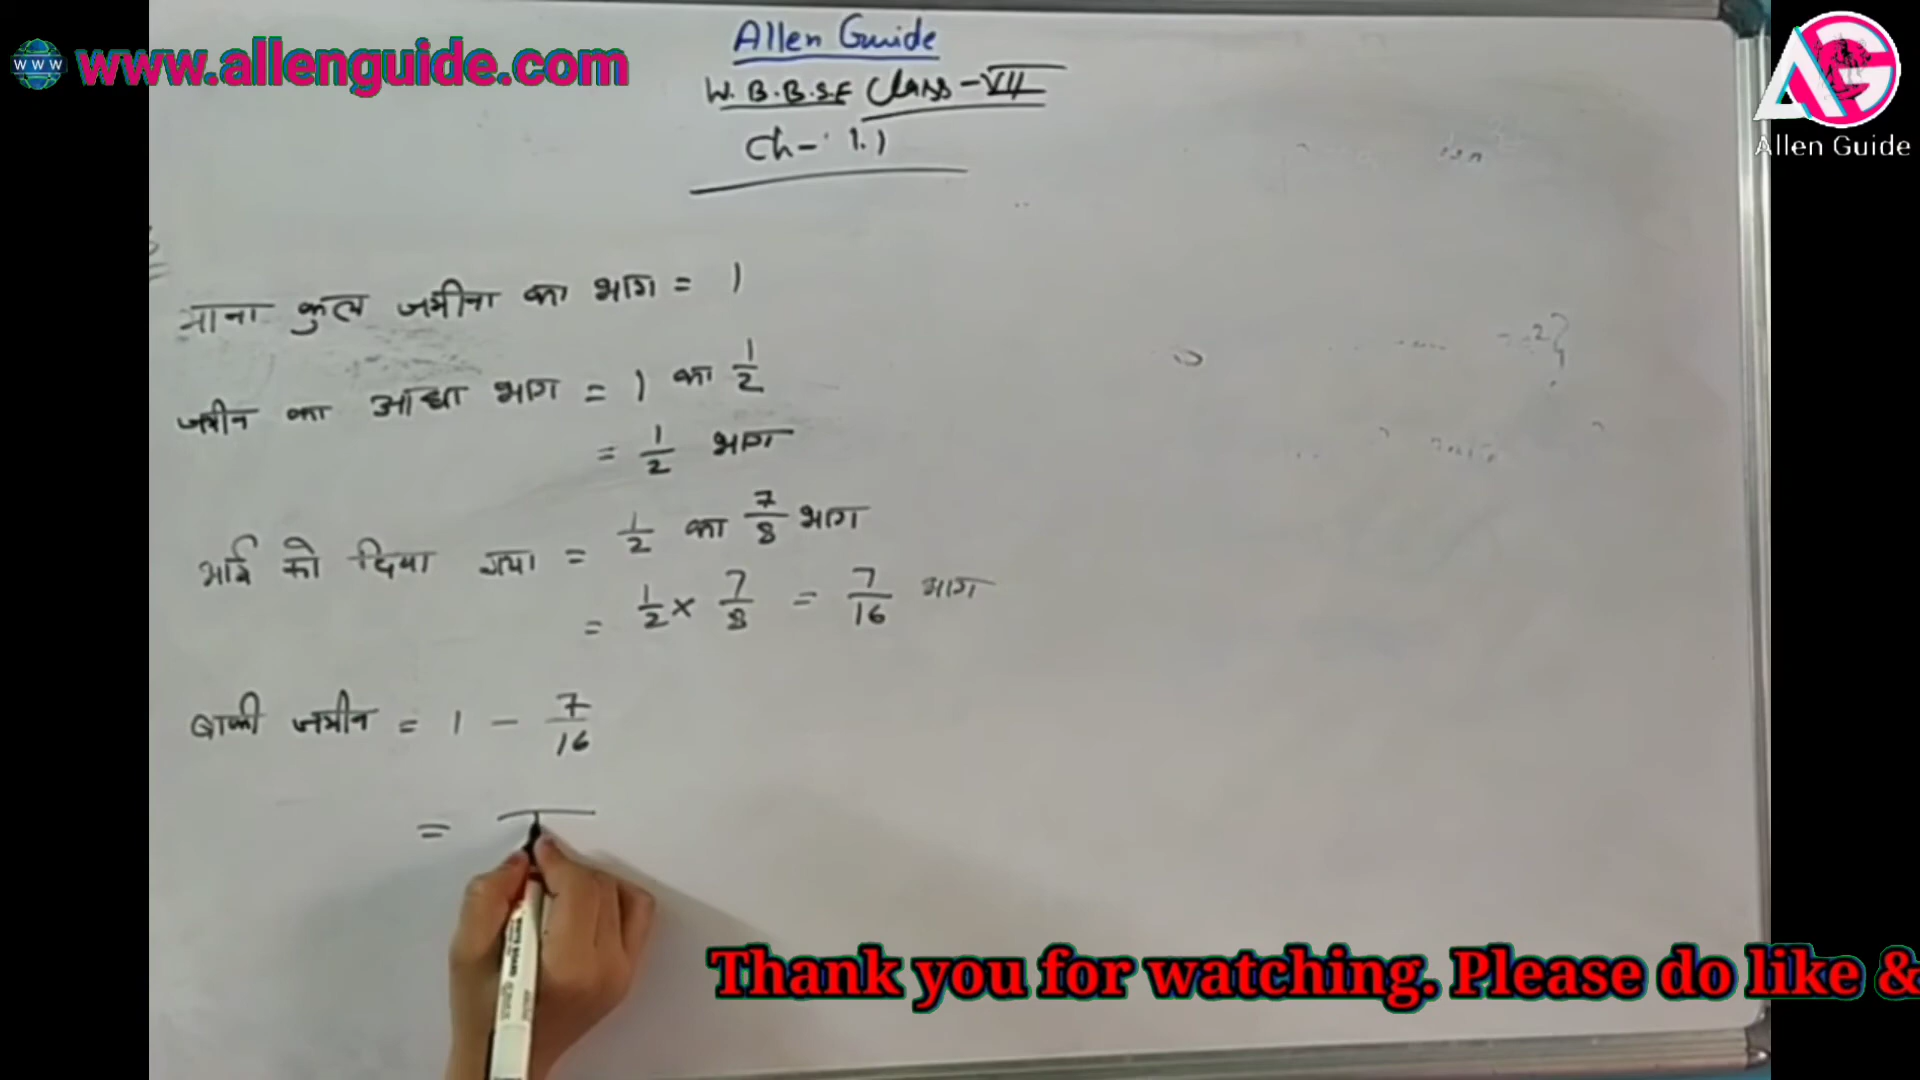 www www.allenguide.com
Allen Guide
W.B.B.S.E Class-VII
Ch-1.1
AG
Allen Guide
माना कुल जमीना का भाग = 1
जमीन का आधा भाग = 1 का 1/2
= 1/2 भाग
भाई को दिया गया = 1/2 का 7/8 भाग
= 1/2 × 7/8 = 7/16 भाग
बाकी जमीन = 1 - 7/16
=
Thank you for watching. Please do like &